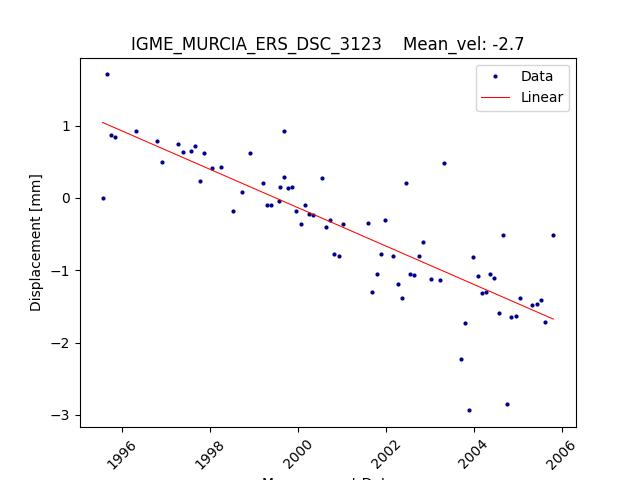 IGME_MURCIA_ERS_DSC_3123    Mean_vel: -2.7
Data
Linear
Displacement [mm]
1
0
−1
−2
−3
1996
1998
2000
2002
2004
2006